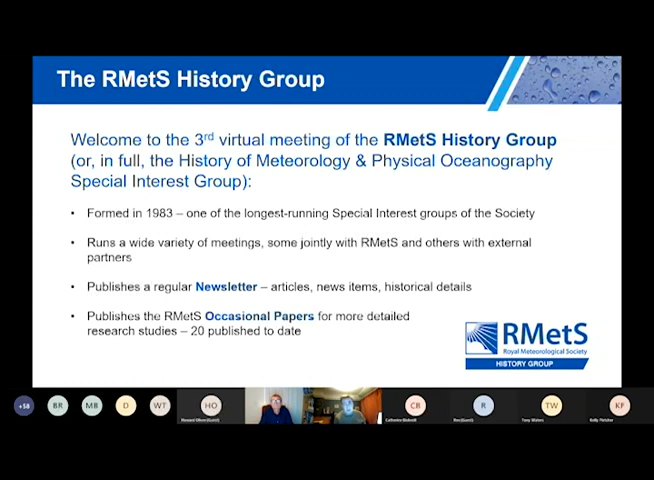 The RMetS History Group
Welcome to the 3rd virtual meeting of the RMetS History Group
(or, in full, the History of Meteorology & Physical Oceanography
Special Interest Group):
• Formed in 1983 – one of the longest-running Special Interest groups of the Society
• Runs a wide variety of meetings, some jointly with RMetS and others with external
partners
• Publishes a regular Newsletter – articles, news items, historical details
• Publishes the RMetS Occasional Papers for more detailed
research studies – 20 published to date
RMetS
Royal Meteorological Society
HISTORY GROUP
+58
BR
MB
D
WT
HO
CB
R
TW
KF
Kelly Fletcher